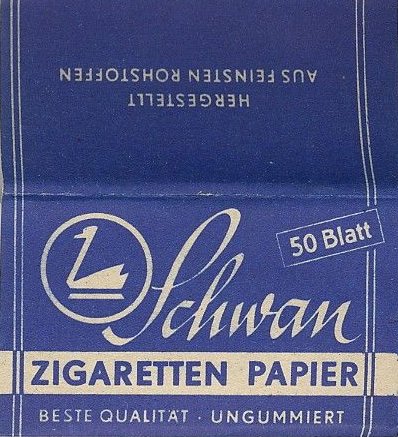 HERGESTELLT
AUS FEINSTEN ROHSTOFFEN
50 Blatt
Schwan
ZIGARETTEN PAPIER
BESTE QUALITÄT · UNGUMMIERT